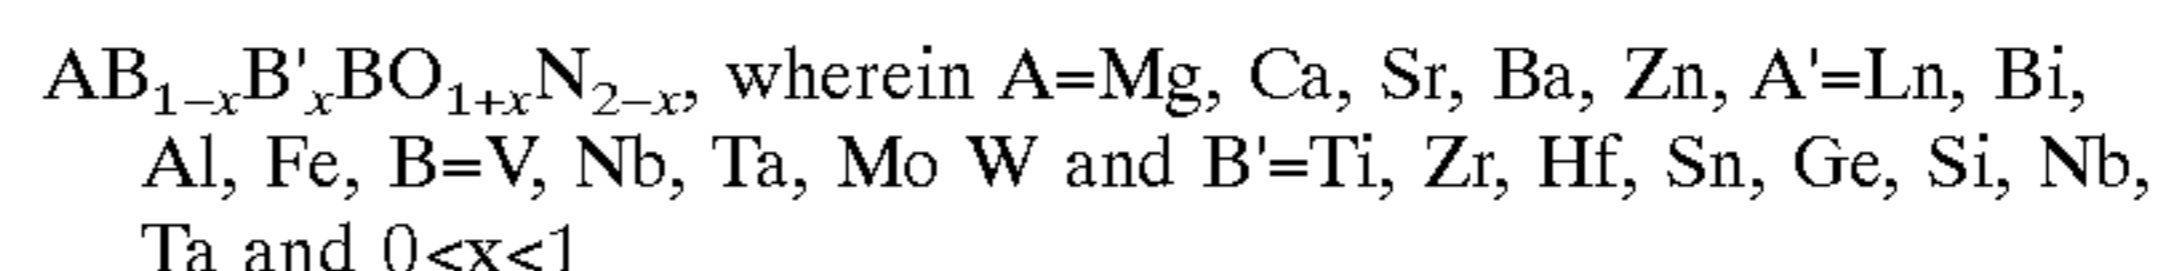 AB₁₋ₓB'ₓBO₁₊ₓN₂₋ₓ, wherein A=Mg, Ca, Sr, Ba, Zn, A'=Ln, Bi,
Al, Fe, B=V, Nb, Ta, Mo W and B'=Ti, Zr, Hf, Sn, Ge, Si, Nb,
Ta and 0<x<1